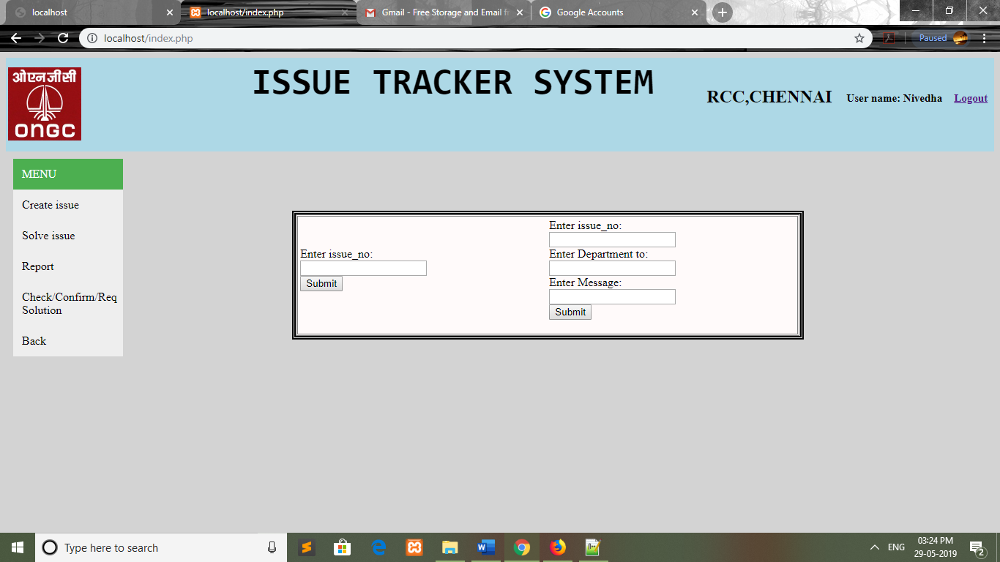 localhost
localhost/index.php
Gmail - Free Storage and Email f
Google Accounts
localhost/index.php
Paused
ओएनजीसी
ONGC
ISSUE TRACKER SYSTEM
RCC,CHENNAI
User name: Nivedha
Logout
MENU
Create issue
Solve issue
Report
Check/Confirm/Req
Solution
Back
Enter issue_no:
Submit
Enter issue_no:
Enter Department to:
Enter Message:
Submit
Type here to search
ENG
03:24 PM
29-05-2019
2